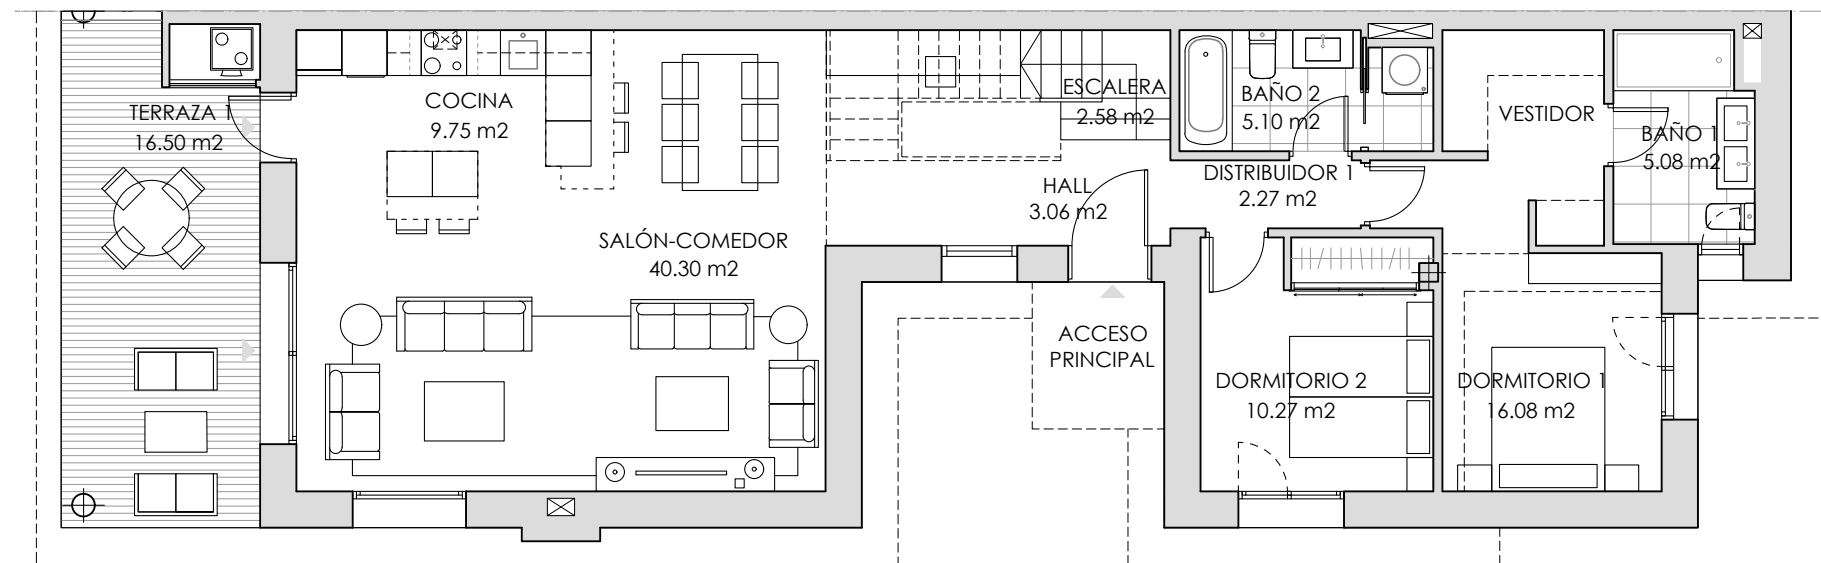 TERRAZA 1
16.50 m2
COCINA
9.75 m2
SALÓN-COMEDOR
40.30 m2
ESCALERA
2.58 m2
HALL
3.06 m2
ACCESO
PRINCIPAL
BAÑO 2
5.10 m2
DISTRIBUIDOR 1
2.27 m2
VESTIDOR
BAÑO 1
5.08 m2
DORMITORIO 2
10.27 m2
DORMITORIO 1
16.08 m2